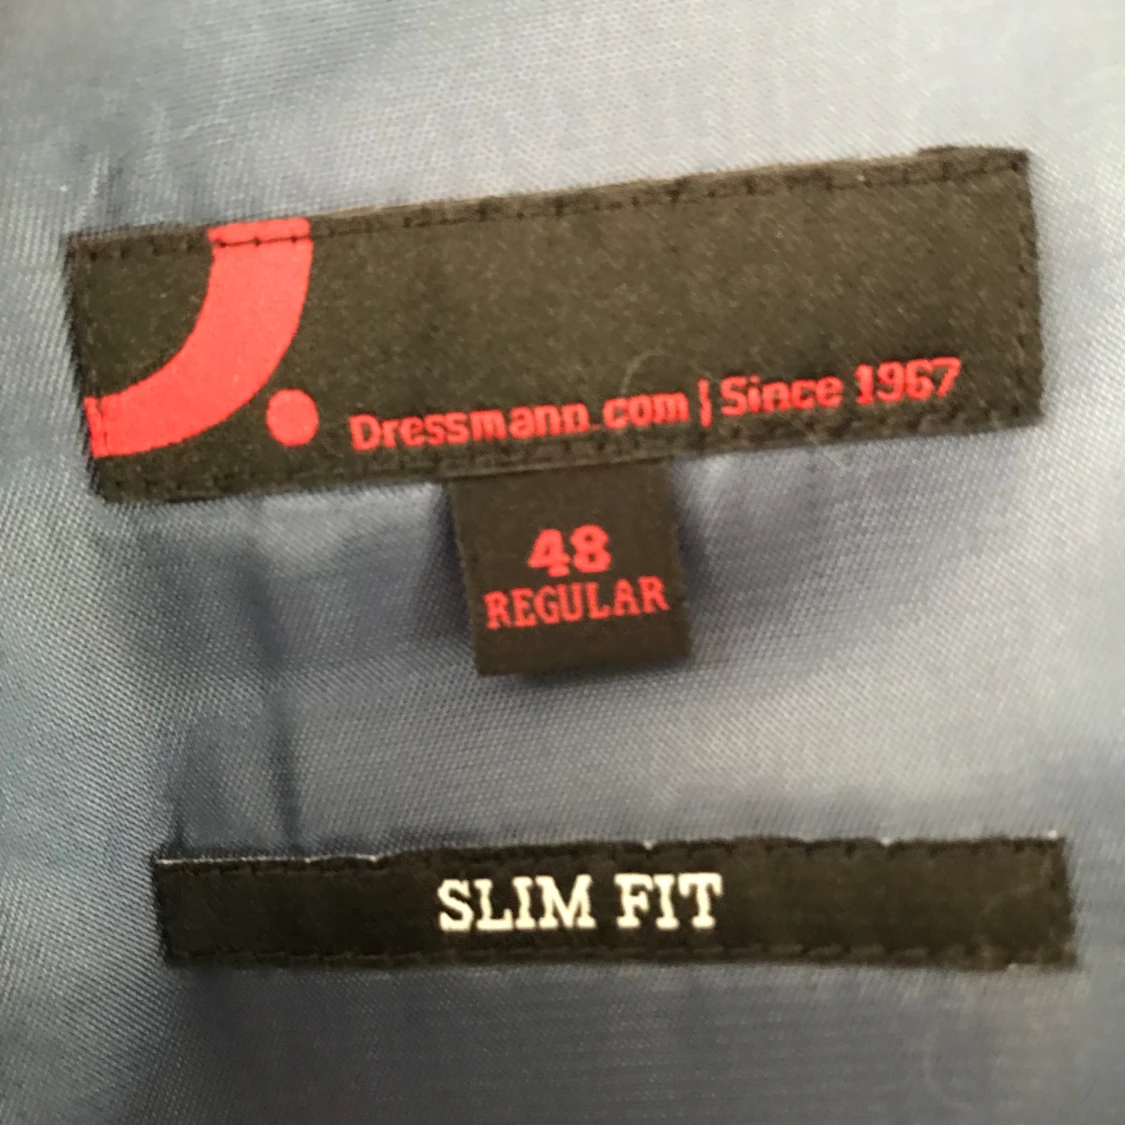 Dressmann.com | Since 1967
48
REGULAR
SLIM FIT